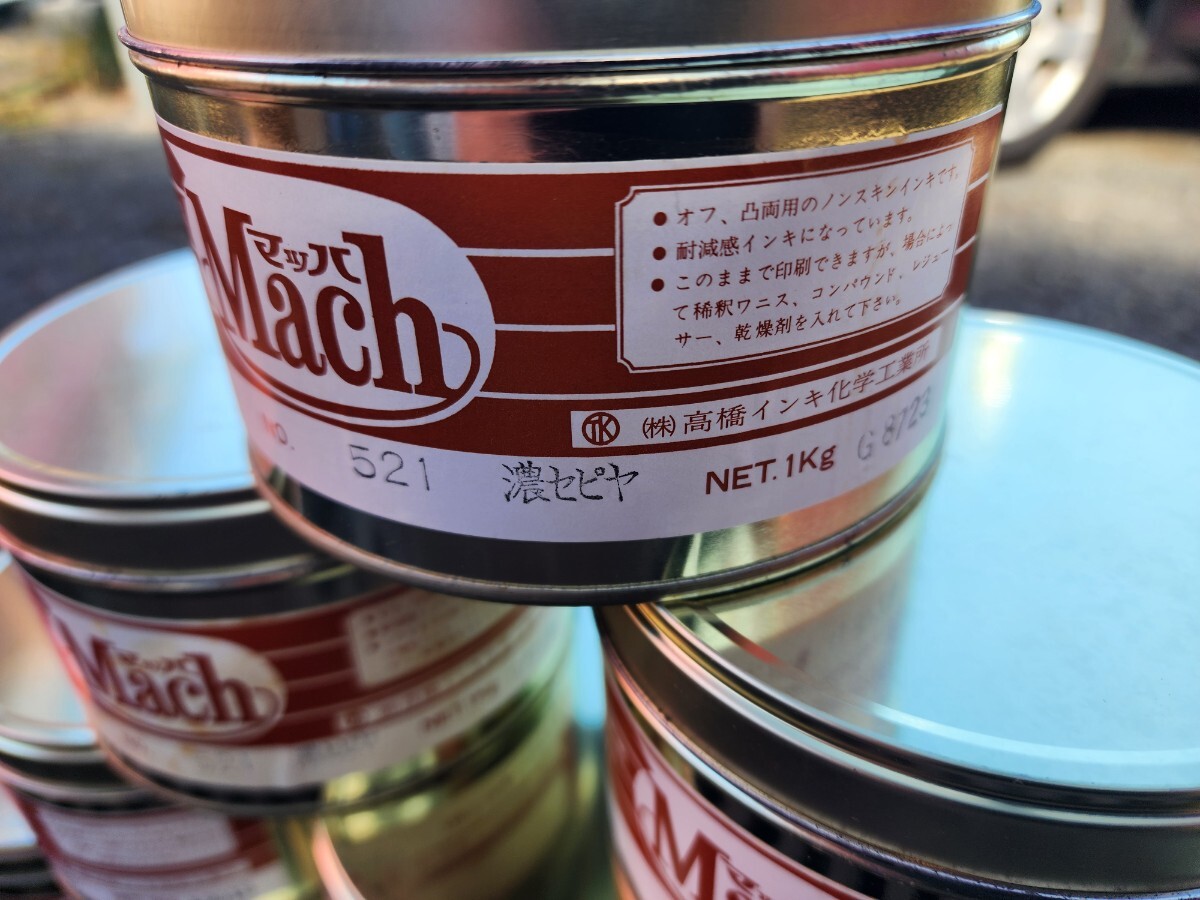 マッハ
Mach
● オフ、凸両用のノンスキンインキです。
● 耐減感インキになっています。
● このままで印刷できますが、場合によっ
て稀釈ワニス、コンパウンド、レジュー
サー、乾燥剤を入れて下さい。
TK ㈱高橋インキ化学工業所
No. 521 濃セピヤ NET. 1Kg G 8723
マッハ
Mach
M